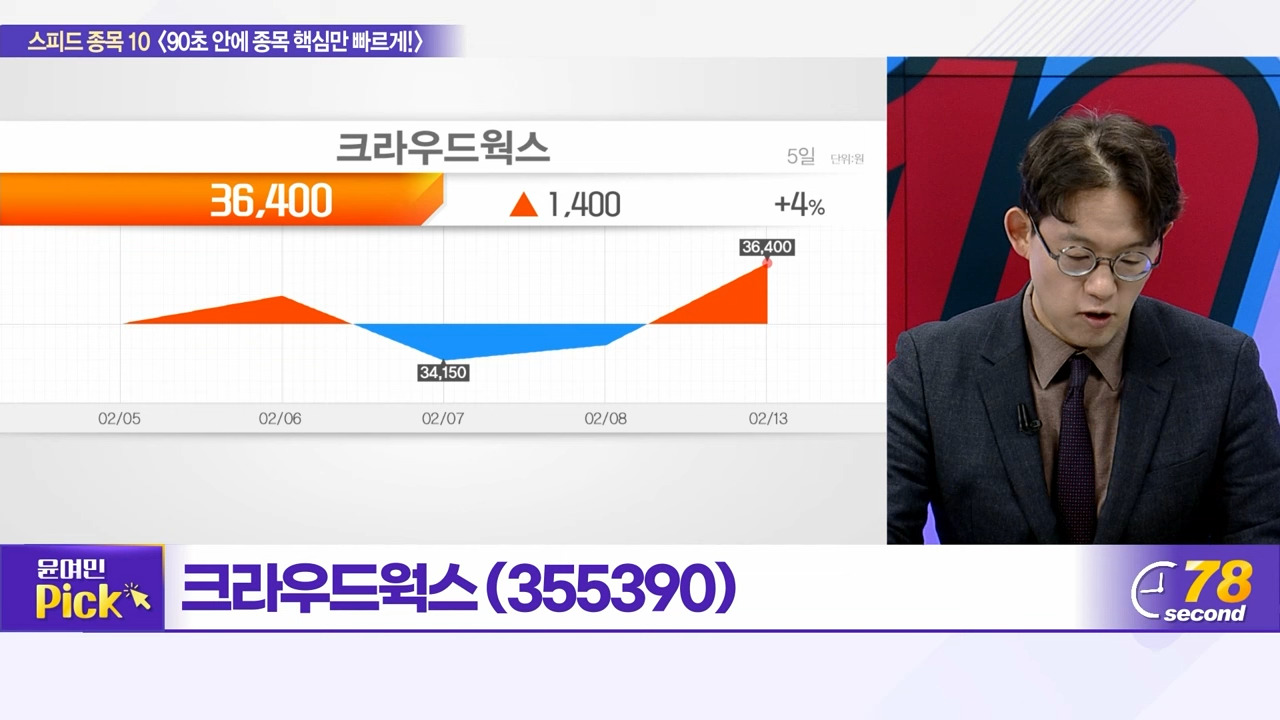 스피드 종목 10 〈90초 안에 종목 핵심만 빠르게!〉
크라우드웍스
5일 단위:원
36,400 ▲ 1,400 +4%
36,400
34,150
02/05 02/06 02/07 02/08 02/13
윤여민
Pick
크라우드웍스 (355390)
78
second